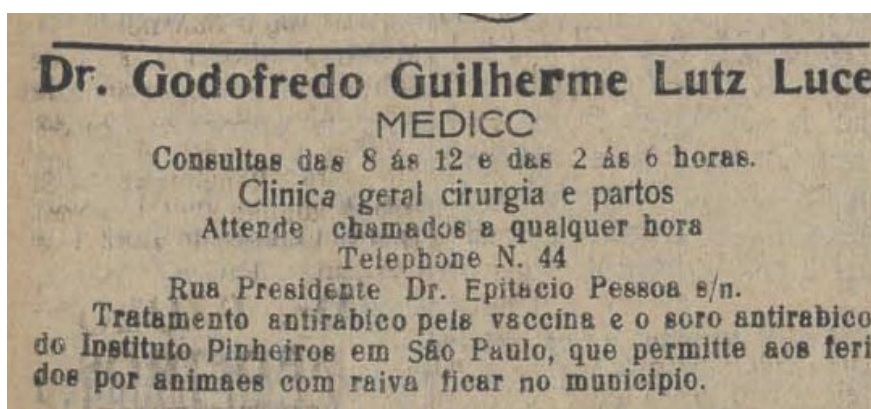 Dr. Godofredo Guilherme Lutz Luce
MEDICO
Consultas das 8 ás 12 e das 2 ás 6 horas.
Clinica geral cirurgia e partos
Attende chamados a qualquer hora
Telephone N. 44
Rua Presidente Dr. Epitacio Pessoa s/n.
Tratamento antirabico pela vaccina e o soro antirabico
do Instituto Pinheiros em São Paulo, que permitte aos feri
dos por animaes com raiva ficar no municipio.